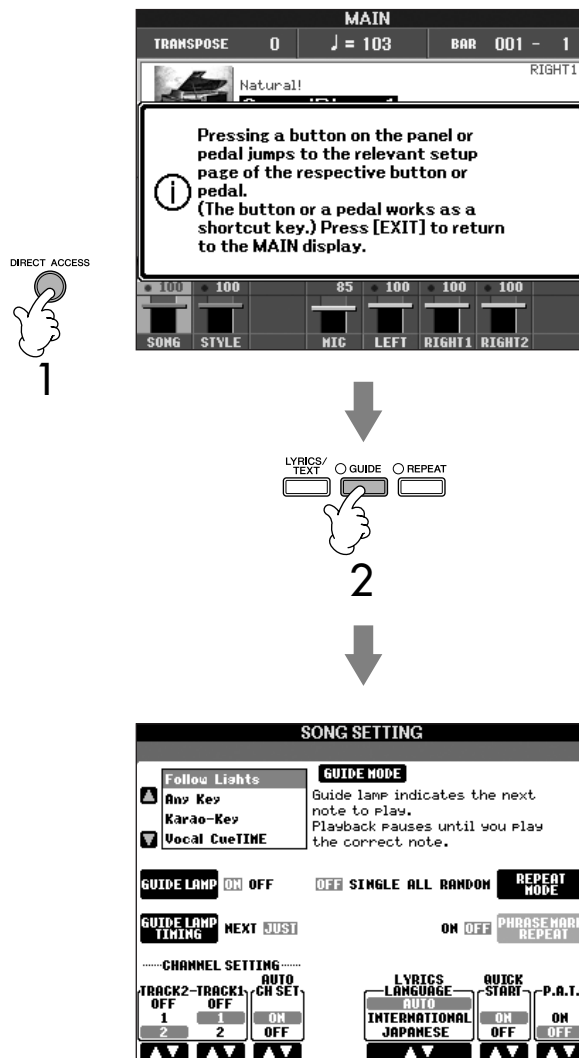 MAIN
TRANSPOSE 0 ♩ = 103 BAR 001 - 1
RIGHT1
Natural!
Pressing a button on the panel or
pedal jumps to the relevant setup
page of the respective button or
pedal.
(The button or a pedal works as a
shortcut key.) Press [EXIT] to return
to the MAIN display.
DIRECT ACCESS
100 100 85 100 100 100
SONG STYLE MIC LEFT RIGHT1 RIGHT2
1
LYRICS/
TEXT GUIDE REPEAT
2
SONG SETTING
Follow Lights
Any Key
Karao-Key
Vocal CueTIME
GUIDE MODE
Guide lamp indicates the next
note to play.
Playback pauses until you play
the correct note.
GUIDE LAMP ON OFF
OFF SINGLE ALL RANDOM REPEAT
MODE
GUIDE LAMP
TIMING NEXT JUST
ON OFF PHRASE MARK
REPEAT
CHANNEL SETTING
TRACK2 TRACK1 AUTO
CH SET
OFF OFF
1 1 ON
2 2 OFF
LYRICS
LANGUAGE
AUTO
INTERNATIONAL
JAPANESE
QUICK
START
ON
OFF
P.A.T.
ON
OFF